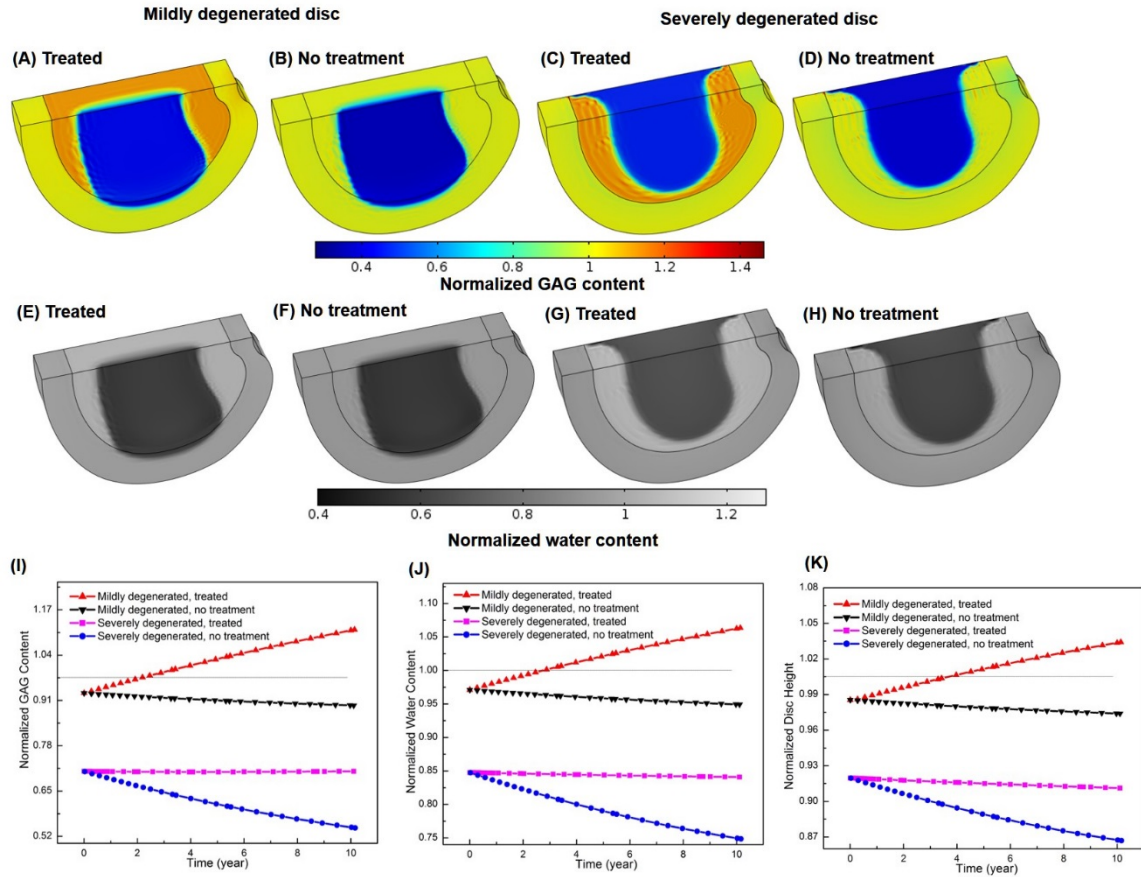 Mildly degenerated disc
Severely degenerated disc
(A) Treated
(B) No treatment
(C) Treated
(D) No treatment
0.4 0.6 0.8 1 1.2 1.4
Normalized GAG content
(E) Treated
(F) No treatment
(G) Treated
(H) No treatment
0.4 0.6 0.8 1 1.2
Normalized water content
(I)
Mildly degenerated, treated
Mildly degenerated, no treatment
Severely degenerated, treated
Severely degenerated, no treatment
Normalized GAG Content
1.17
1.04
0.91
0.78
0.65
0.52
0 2 4 6 8 10
Time (year)
(J)
Mildly degenerated, treated
Mildly degenerated, no treatment
Severely degenerated, treated
Severely degenerated, no treatment
Normalized Water Content
1.10
1.05
1.00
0.95
0.90
0.85
0.80
0.75
0 2 4 6 8 10
Time (year)
(K)
Mildly degenerated, treated
Mildly degenerated, no treatment
Severely degenerated, treated
Severely degenerated, no treatment
Normalized Disc Height
1.08
1.05
1.02
0.99
0.96
0.93
0.90
0.87
0 2 4 6 8 10
Time (year)